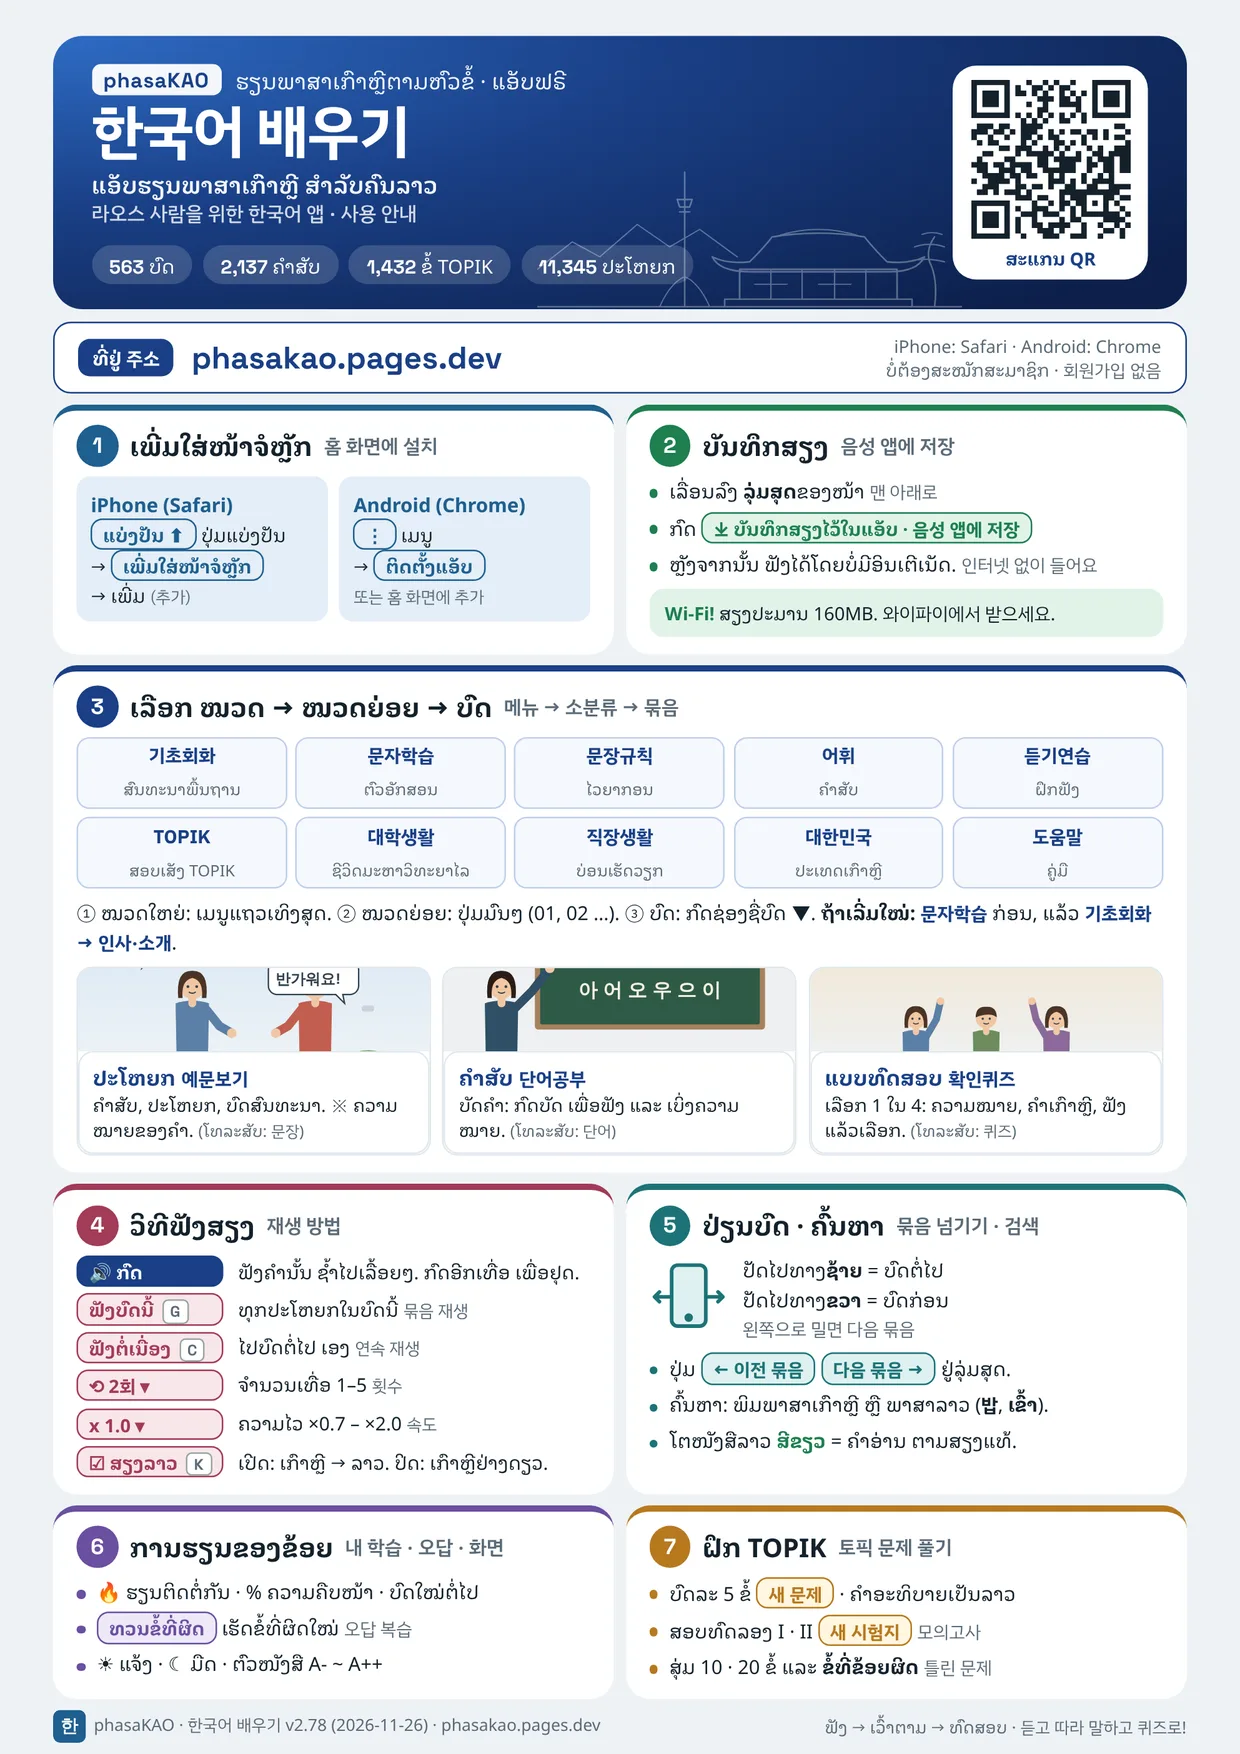 phasaKAO ຮຽນພາສາເກົາຫຼີຕາມຫົວຂໍ້ · ແອັບຟຣີ
한국어 배우기
ແອັບຮຽນພາສາເກົາຫຼີ ສຳລັບຄົນລາວ
라오스 사람을 위한 한국어 앱 · 사용 안내
563 ບົດ 2,137 ຄຳສັບ 1,432 ຂໍ້ TOPIK 11,345 ປະໂຫຍກ
ສະແກນ QR
ທີ່ຢູ່ 주소 phasakao.pages.dev
iPhone: Safari · Android: Chrome
ບໍ່ຕ້ອງສະໝັກສະມາຊິກ · 회원가입 없음
1 ເພີ່ມໃສ່ໜ້າຈໍຫຼັກ 홈 화면에 설치
iPhone (Safari)
ແບ່ງປັນ ⬆ ປຸ່ມແບ່ງປັນ
→ ເພີ່ມໃສ່ໜ້າຈໍຫຼັກ
→ ເພີ່ມ (추가)
Android (Chrome)
⋮ ເມນູ
→ ຕິດຕັ້ງແອັບ
또는 홈 화면에 추가
2 ບັນທຶກສຽງ 음성 앱에 저장
• ເລື່ອນລົງ ລຸ່ມສຸດຂອງໜ້າ 맨 아래로
• ກົດ ⤓ ບັນທຶກສຽງໄວ້ໃນແອັບ · 음성 앱에 저장
• ຫຼັງຈາກນັ້ນ ຟັງໄດ້ໂດຍບໍ່ມີອິນເຕີເນັດ. 인터넷 없이 들어요
Wi-Fi! ສຽງປະມານ 160MB. 와이파이에서 받으세요.
3 ເລືອກ ໝວດ → ໝວດຍ່ອຍ → ບົດ 메뉴 → 소분류 → 묶음
기초회화 문자학습 문장규칙 어휘 듣기연습
ສົນທະນາພື້ນຖານ ຕົວອັກສອນ ໄວຍາກອນ ຄຳສັບ ຝຶກຟັງ
TOPIK 대학생활 직장생활 대한민국 도움말
ສອບເສັງ TOPIK ຊີວິດມະຫາວິທະຍາໄລ ບ່ອນເຮັດວຽກ ປະເທດເກົາຫຼີ ຄູ່ມື
① ໝວດໃຫຍ່: ເມນູແຖວເທິງສຸດ. ② ໝວດຍ່ອຍ: ປຸ່ມມົນໆ (01, 02 ...). ③ ບົດ: ກົດຊ່ອງຊື່ບົດ ▼. ຖ້າເລີ່ມໃໝ່: 문자학습 ກ່ອນ, ແລ້ວ 기초회화
→ 인사·소개.
반가워요!
아 어 오 우 으 이
ປະໂຫຍກ 예문보기
ຄຳສັບ, ປະໂຫຍກ, ບົດສົນທະນາ. ※ ຄວາມ
ໝາຍຂອງຄຳ. (ໂທລະສັບ: 문장)
ຄຳສັບ 단어공부
ບັດຄຳ: ກົດບັດ ເພື່ອຟັງ ແລະ ເບິ່ງຄວາມ
ໝາຍ. (ໂທລະສັບ: 단어)
ແບບທົດສອບ 확인퀴즈
ເລືອກ 1 ໃນ 4: ຄວາມໝາຍ, ຄຳເກົາຫຼີ, ຟັງ
ແລ້ວເລືອກ. (ໂທລະສັບ: 퀴즈)
4 ວິທີຟັງສຽງ 재생 방법
🔊 ກົດ ຟັງຄຳນັ້ນ ຊ້ຳໄປເລື້ອຍໆ. ກົດອີກເທື່ອ ເພື່ອຢຸດ.
ຟັງບົດນີ້ G ທຸກປະໂຫຍກໃນບົດນີ້ 묶음 재생
ຟັງຕໍ່ເນື່ອງ C ໄປບົດຕໍ່ໄປ ເອງ 연속 재생
⟲ 2회 ▾ ຈຳນວນເທື່ອ 1–5 횟수
x 1.0 ▾ ຄວາມໄວ ×0.7 – ×2.0 속도
☑ ສຽງລາວ K ເປີດ: ເກົາຫຼີ → ລາວ. ປິດ: ເກົາຫຼີຢ່າງດຽວ.
5 ປ່ຽນບົດ · ຄົ້ນຫາ 묶음 넘기기 · 검색
ປັດໄປທາງຊ້າຍ = ບົດຕໍ່ໄປ
ປັດໄປທາງຂວາ = ບົດກ່ອນ
왼쪽으로 밀면 다음 묶음
• ປຸ່ມ ← 이전 묶음 다음 묶음 → ຢູ່ລຸ່ມສຸດ.
• ຄົ້ນຫາ: ພິມພາສາເກົາຫຼີ ຫຼື ພາສາລາວ (밥, ເຂົ້າ).
• ໂຕໜັງສືລາວ ສີຂຽວ = ຄຳອ່ານ ຕາມສຽງແທ້.
6 ການຮຽນຂອງຂ້ອຍ 내 학습 · 오답 · 화면
• 🔥 ຮຽນຕິດຕໍ່ກັນ · % ຄວາມຄືບໜ້າ · ບົດໃໝ່ຕໍ່ໄປ
• ທວນຂໍ້ທີ່ຜິດ ເຮັດຂໍ້ທີ່ຜິດໃໝ່ 오답 복습
• ☀ ແຈ້ງ · ☾ ມືດ · ຕົວໜັງສື A- ~ A++
7 ຝຶກ TOPIK 토픽 문제 풀기
• ບົດລະ 5 ຂໍ້ 새 문제 · ຄຳອະທິບາຍເປັນລາວ
• ສອບທົດລອງ I · II 새 시험지 모의고사
• ສຸ່ມ 10 · 20 ຂໍ້ ແລະ ຂໍ້ທີ່ຂ້ອຍຜິດ 틀린 문제
한 phasaKAO · 한국어 배우기 v2.78 (2026-11-26) · phasakao.pages.dev
ຟັງ → ເວົ້າຕາມ → ທົດສອບ · 듣고 따라 말하고 퀴즈로!